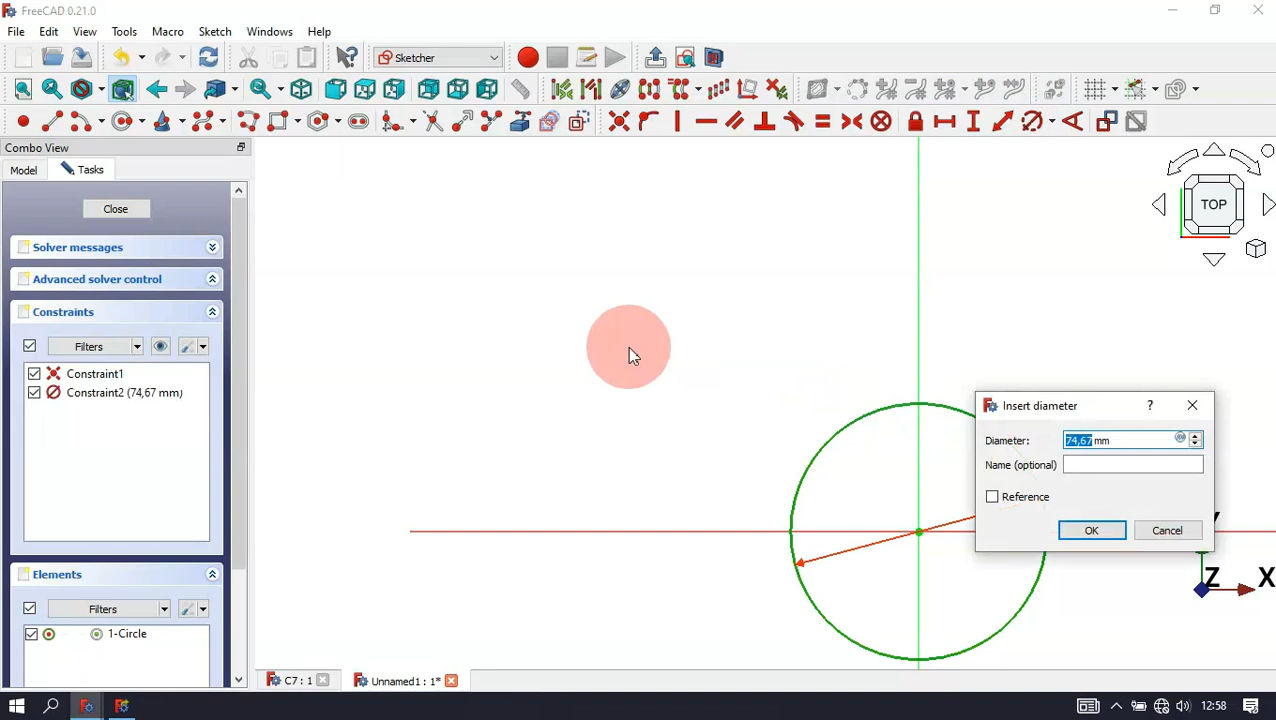 FreeCAD 0.21.0
File Edit View Tools Macro Sketch Windows Help
Sketcher
Combo View
Model Tasks
Close
Solver messages
Advanced solver control
Constraints
Filters
Constraint1
Constraint2 (74,67 mm)
Elements
Filters
1-Circle
TOP
Insert diameter ?
Diameter: 74,67 mm
Name (optional)
Reference
OK Cancel
Y
Z X
C7 : 1 Unnamed1 : 1*
12:58